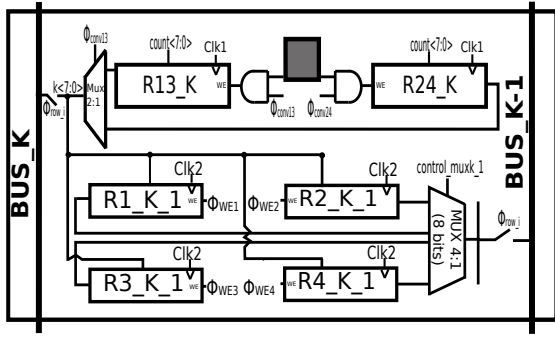 Φconv13
count<7:0>
Clk1
count<7:0>
Clk1
R13_K
WE
WE
R24_K
k<7:0>
Mux
2:1
Φrow_i
Φconv13
Φconv24
BUS_K
BUS_K-1
Clk2
Clk2
control_muxk_1
R1_K_1
WE
ΦWE1
ΦWE2
WE
R2_K_1
MUX 4:1
(8 bits)
Φrow_i
Clk2
Clk2
R3_K_1
WE
ΦWE3
ΦWE4
WE
R4_K_1